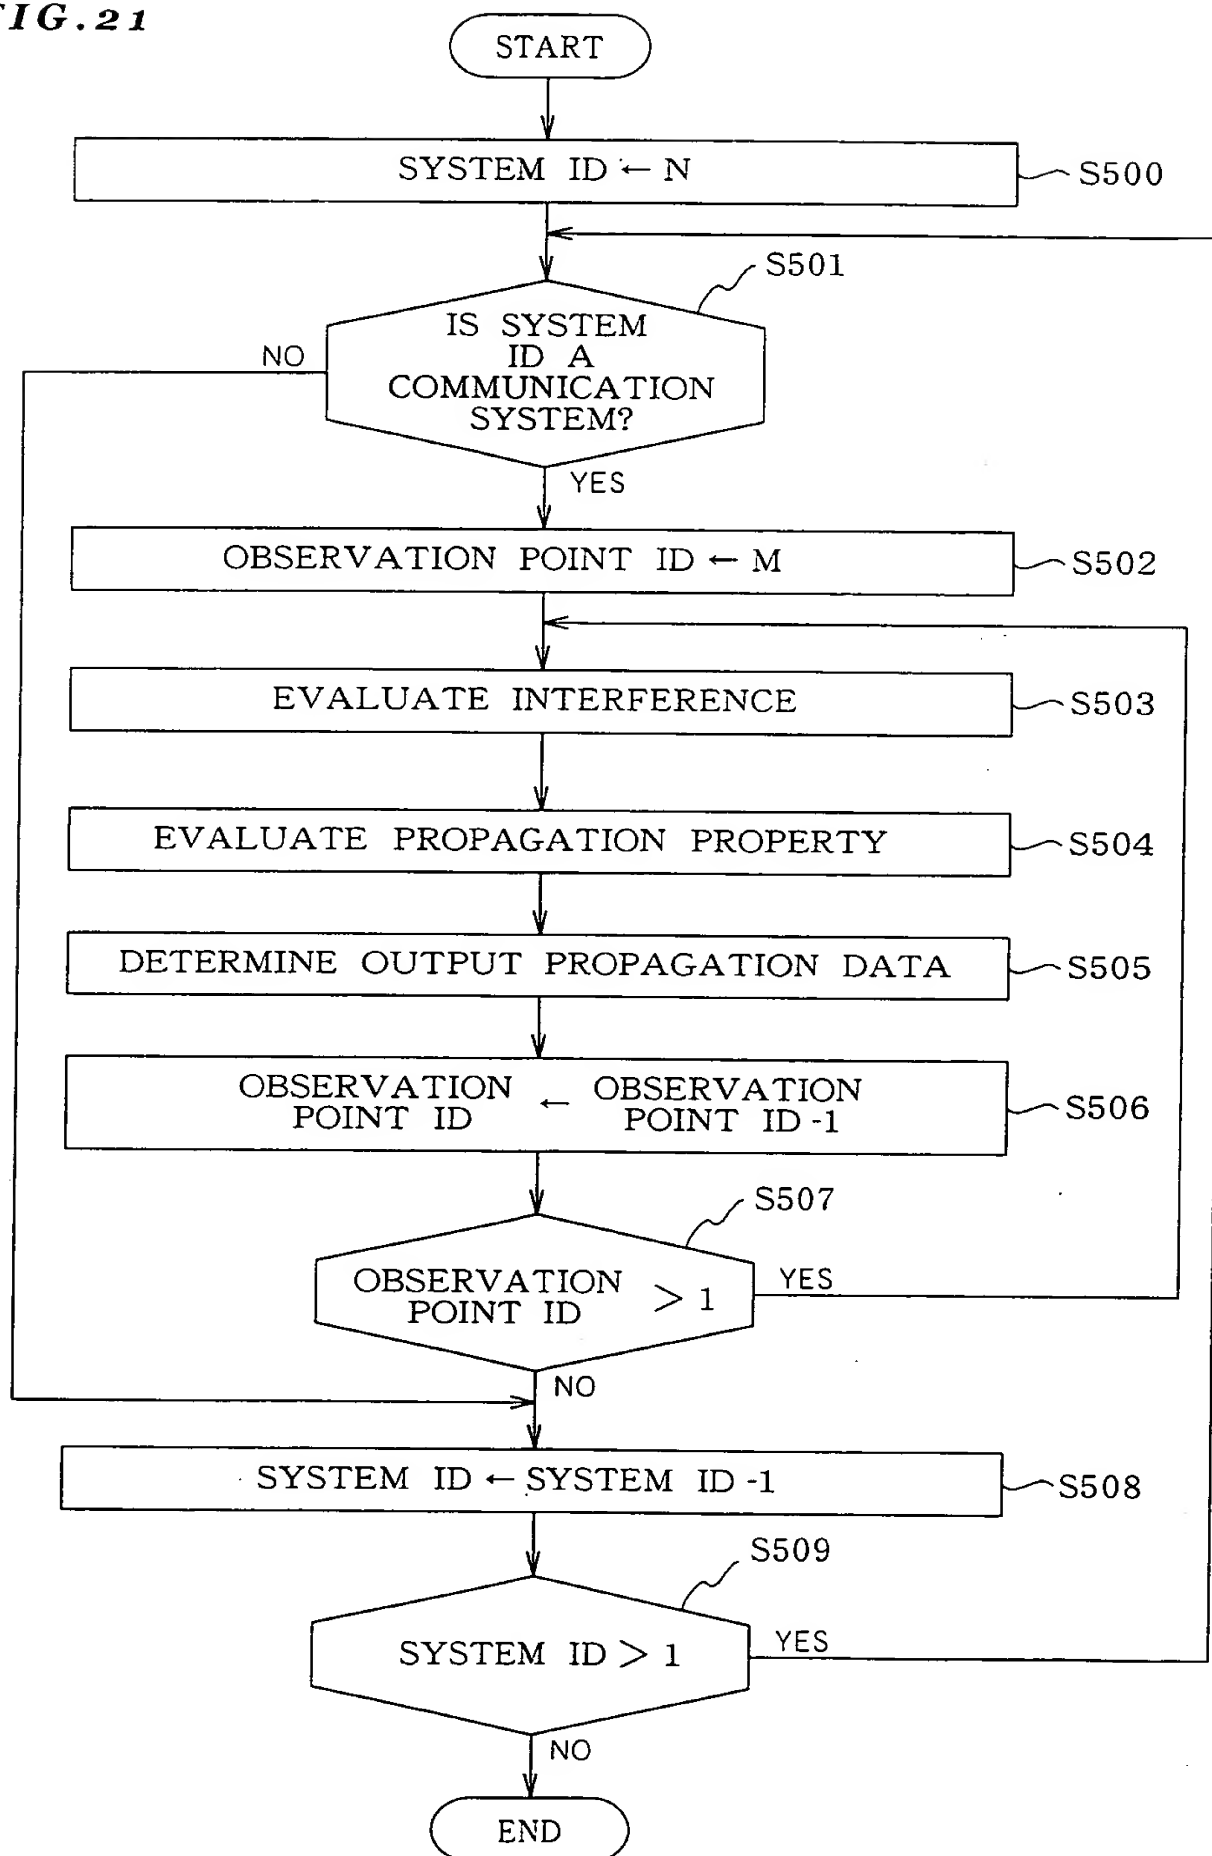 FIG.21
START
SYSTEM ID ← N
S500
S501
IS SYSTEM
ID A
COMMUNICATION
SYSTEM?
NO
YES
OBSERVATION POINT ID ← M
S502
EVALUATE INTERFERENCE
S503
EVALUATE PROPAGATION PROPERTY
S504
DETERMINE OUTPUT PROPAGATION DATA
S505
OBSERVATION ← OBSERVATION
POINT ID POINT ID -1
S506
S507
OBSERVATION
POINT ID > 1
YES
NO
SYSTEM ID ← SYSTEM ID -1
S508
S509
SYSTEM ID > 1
YES
NO
END